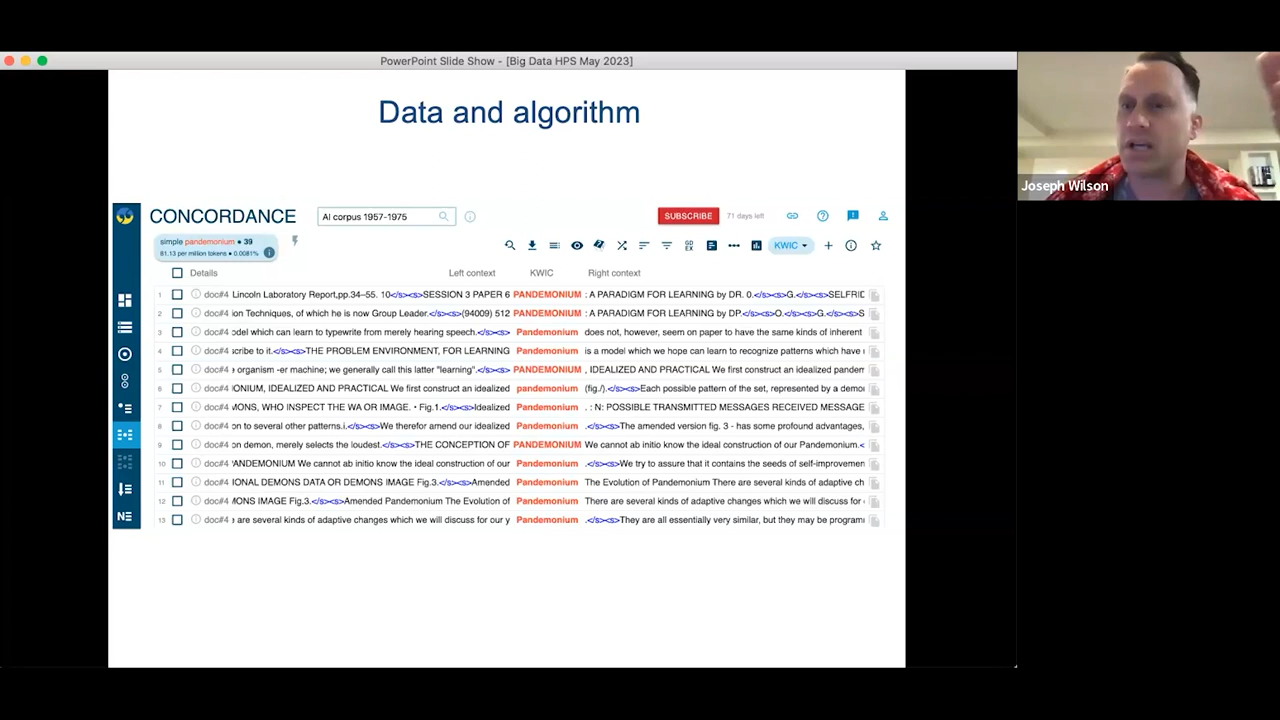 PowerPoint Slide Show - [Big Data HPS May 2023]
Data and algorithm
Joseph Wilson
CONCORDANCE
AI corpus 1957-1975
SUBSCRIBE
71 days left
simple pandemonium • 39
81.13 per million tokens • 0.0081%
KWIC
Details Left context KWIC Right context
1 doc#4 Lincoln Laboratory Report,pp.34–55. 10</s><s>SESSION 3 PAPER 6 PANDEMONIUM : A PARADIGM FOR LEARNING by DR. 0.</s><s>G.</s><s>SELFRID
2 doc#4 ion Techniques, of which he is now Group Leader.</s><s>(94009) 512 PANDEMONIUM : A PARADIGM FOR LEARNING by DP.</s><s>O.</s><s>G.</s><s>S
3 doc#4 odel which can learn to typewrite from merely hearing speech.</s><s> Pandemonium does not, however, seem on paper to have the same kinds of inherent
4 doc#4 scribe to it.</s><s>THE PROBLEM ENVIRONMENT, FOR LEARNING Pandemonium is a model which we hope can learn to recognize patterns which have
5 doc#4 e organism -er machine; we generally call this latter "learning".</s><s> PANDEMONIUM , IDEALIZED AND PRACTICAL We first construct an idealized pandem
6 doc#4 IONIUM, IDEALIZED AND PRACTICAL We first construct an idealized pandemonium (fig./).</s><s>Each possible pattern of the set, represented by a demo
7 doc#4 MONS, WHO INSPECT THE WA OR IMAGE. • Fig.1.</s><s>Idealized Pandemonium . : N: POSSIBLE TRANSMITTED MESSAGES RECEIVED MESSAGE
8 doc#4 on to several other patterns.i.</s><s>We therefor amend our idealized Pandemonium .</s><s>The amended version fig. 3 - has some profound advantages,
9 doc#4 on demon, merely selects the loudest.</s><s>THE CONCEPTION OF PANDEMONIUM We cannot ab initio know the ideal construction of our Pandemonium.<
10 doc#4 'ANDEMONIUM We cannot ab initio know the ideal construction of our Pandemonium .</s><s>We try to assure that it contains the seeds of self-improvemen
11 doc#4 IONAL DEMONS DATA OR DEMONS IMAGE Fig.3.</s><s>Amended Pandemonium The Evolution of Pandemonium There are several kinds of adaptive ch
12 doc#4 MONS IMAGE Fig.3.</s><s>Amended Pandemonium The Evolution of Pandemonium There are several kinds of adaptive changes which we will discuss for
13 doc#4 e are several kinds of adaptive changes which we will discuss for our y Pandemonium .</s><s>They are all essentially very similar, but they may be programi